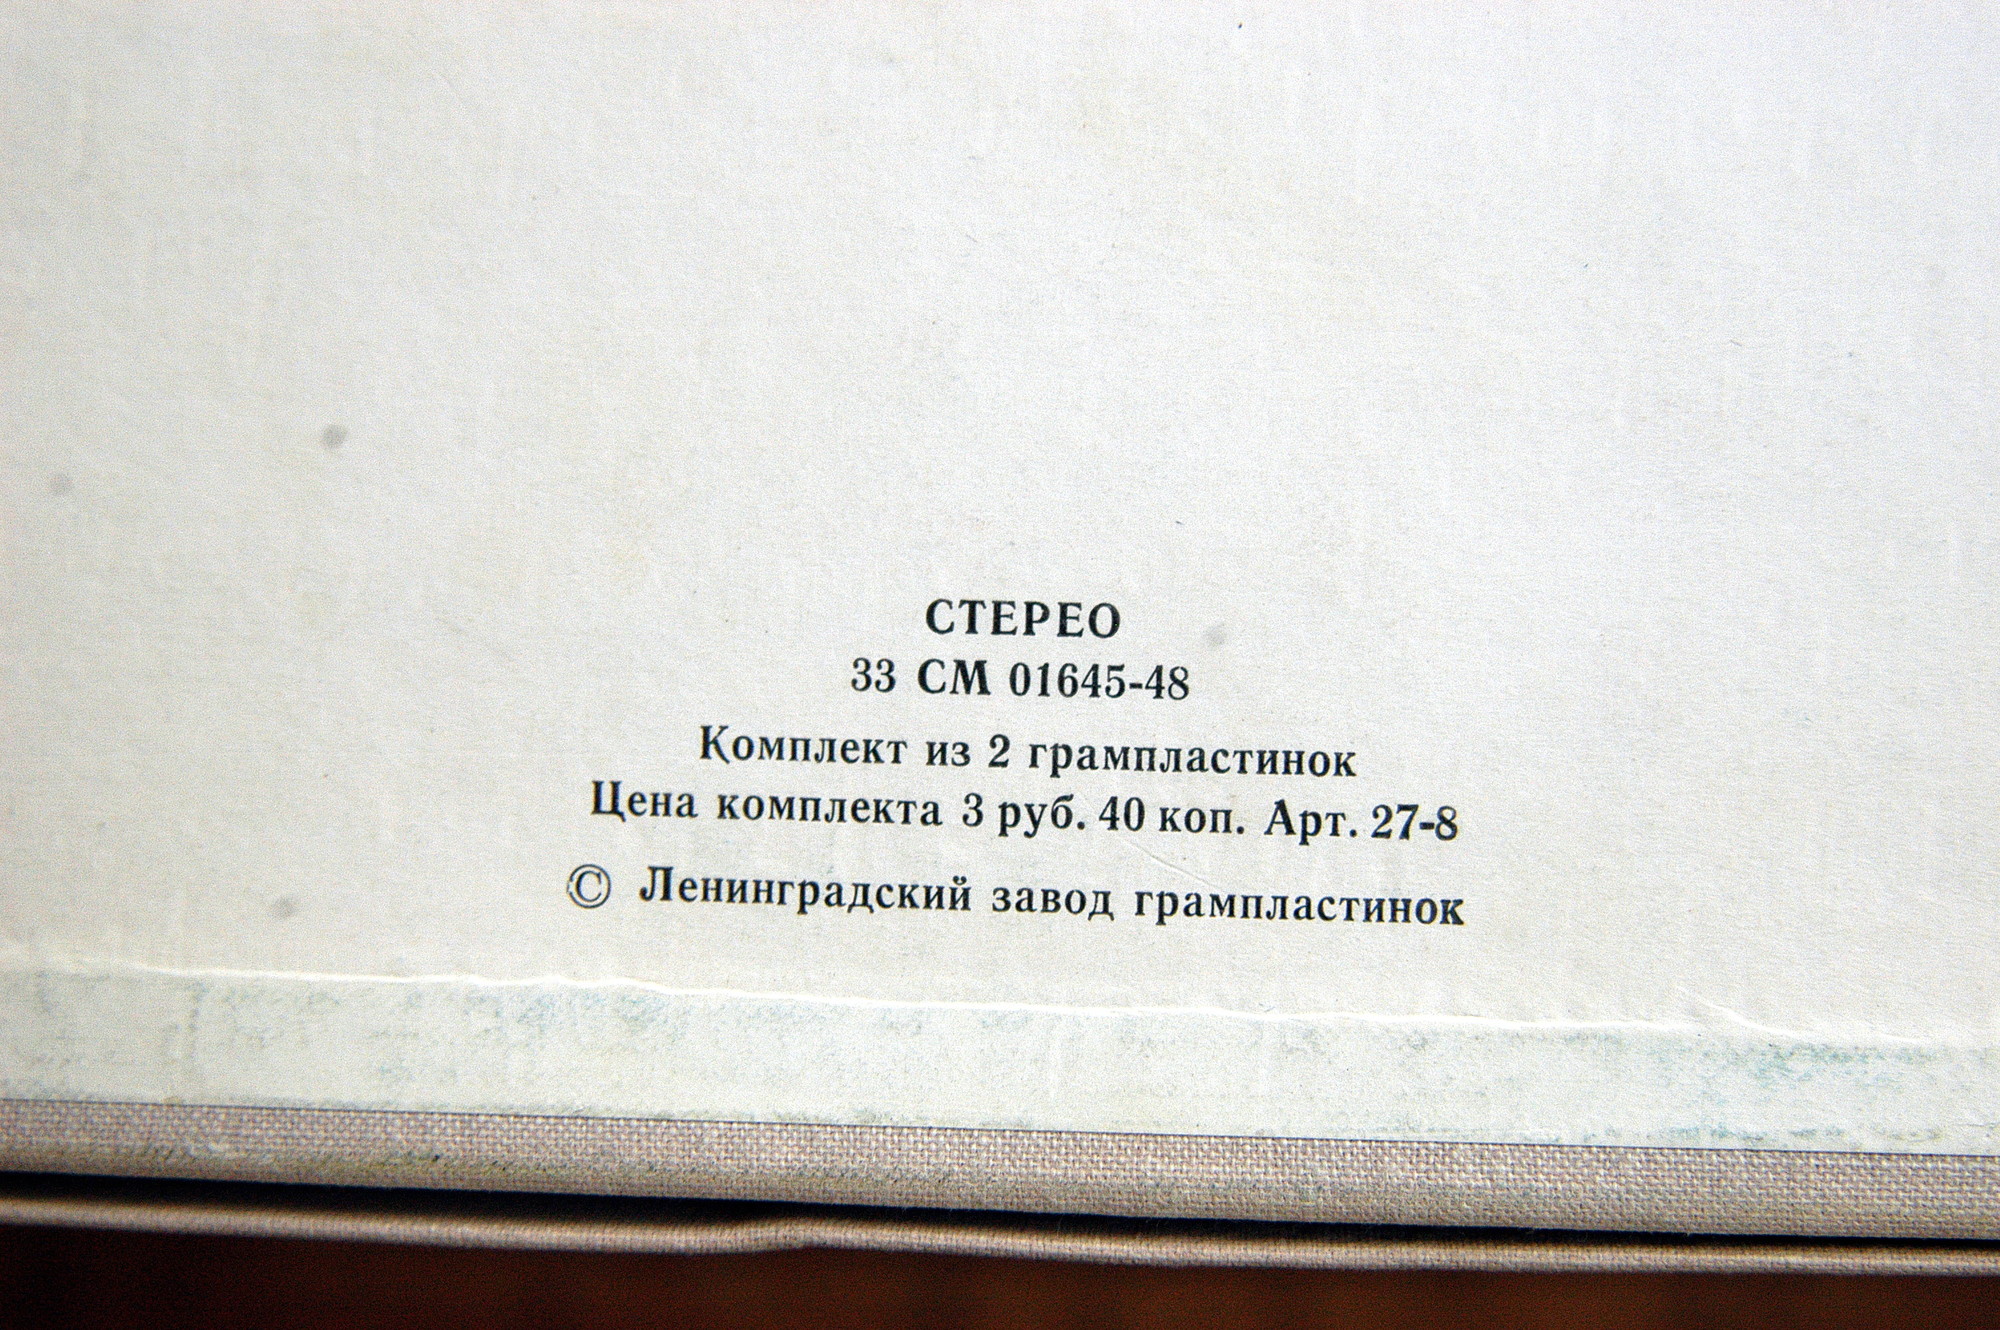 СТЕРЕО
33 СМ 01645-48
Комплект из 2 грампластинок
Цена комплекта 3 руб. 40 коп. Арт. 27-8
© Ленинградский завод грампластинок